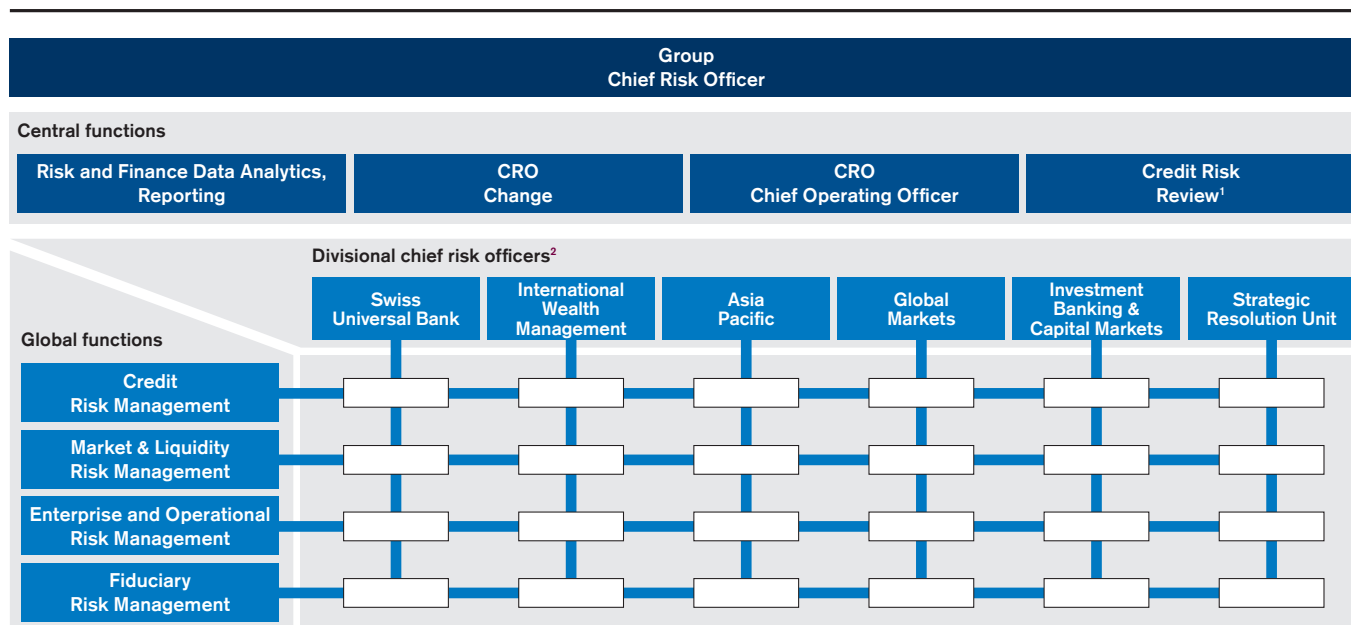 Group
Chief Risk Officer
Central functions
Risk and Finance Data Analytics,
Reporting
CRO
Change
CRO
Chief Operating Officer
Credit Risk
Review¹
Divisional chief risk officers²
Swiss
Universal Bank
International
Wealth
Management
Asia
Pacific
Global
Markets
Investment
Banking &
Capital Markets
Strategic
Resolution Unit
Global functions
Credit
Risk Management
Market & Liquidity
Risk Management
Enterprise and Operational
Risk Management
Fiduciary
Risk Management